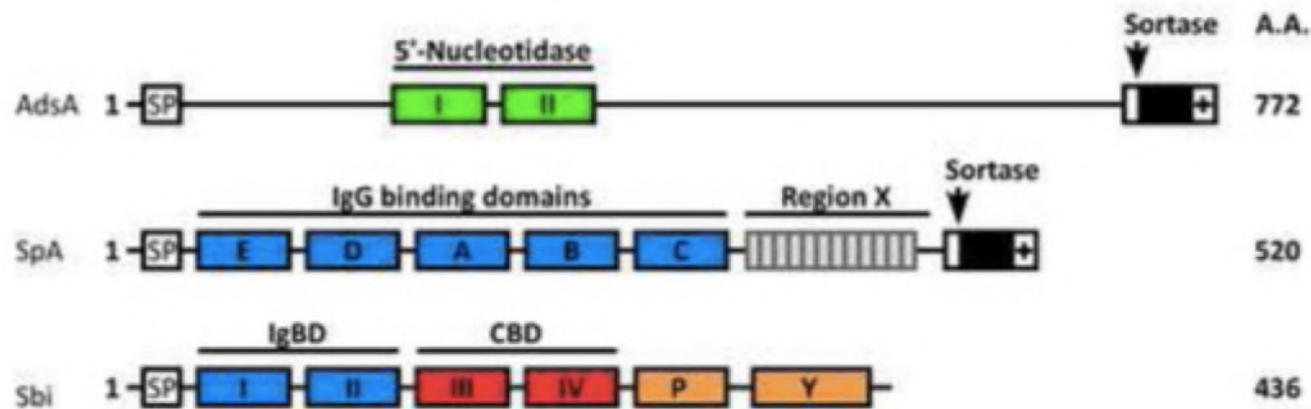 Sortase A.A.
5'-Nucleotidase
AdsA 1 SP I II + 772
Sortase
IgG binding domains Region X
SpA 1 SP E D A B C + 520
IgBD CBD
Sbi 1 SP I II III IV P Y 436